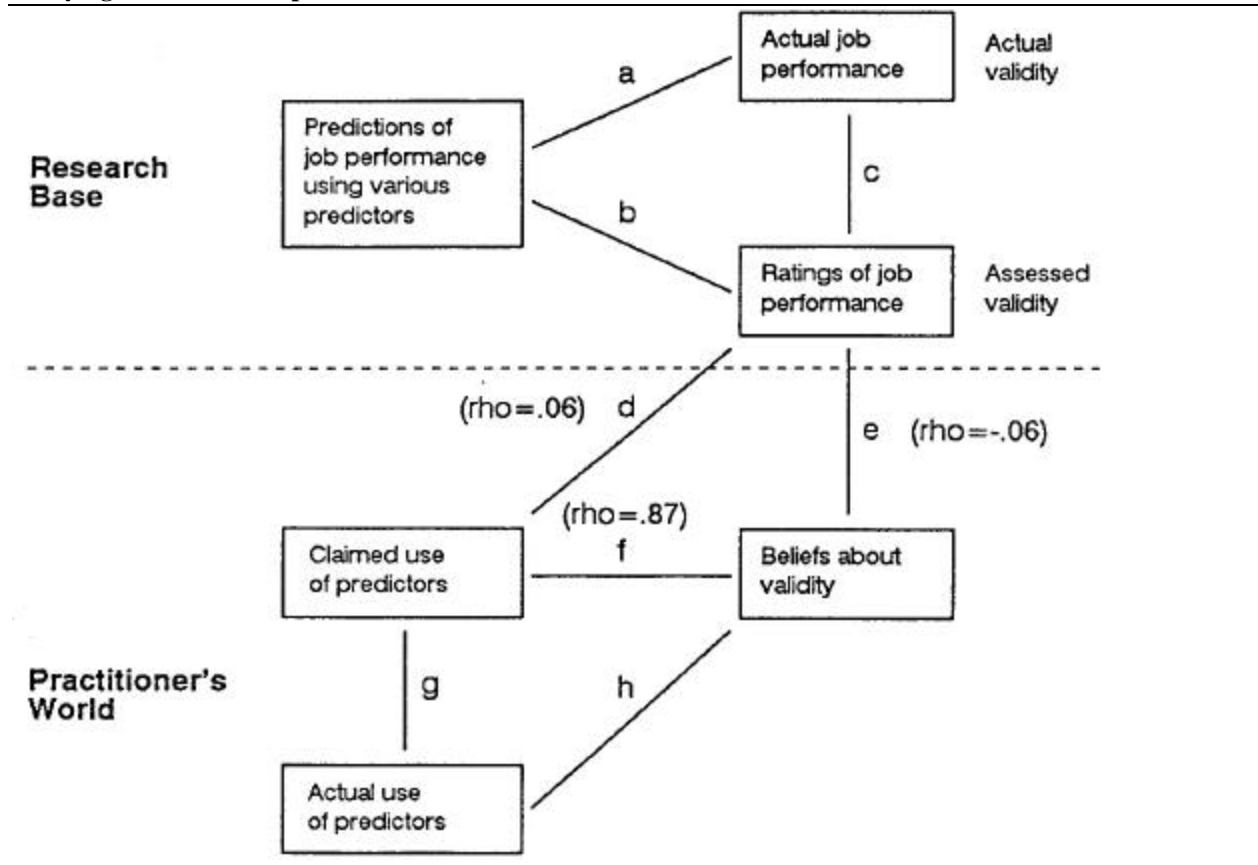 Actual job
performance
Actual
validity
a
Predictions of
job performance
using various
predictors
Research
Base
c
b
Ratings of job
performance
Assessed
validity
(rho=.06) d
e (rho=-.06)
(rho=.87)
f
Claimed use
of predictors
Beliefs about
validity
Practitioner's
World
g
h
Actual use
of predictors